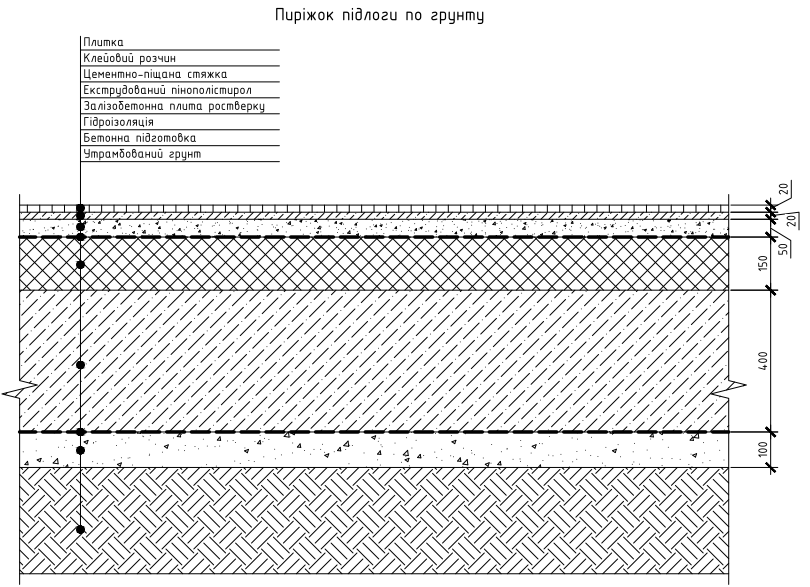 Пиріжок підлоги по грунту
Плитка
Клейовий розчин
Цементно-піщана стяжка
Екструдований пінополістирол
Залізобетонна плита ростверку
Гідроізоляція
Бетонна підготовка
Утрамбований грунт
20
20
50
150
400
100